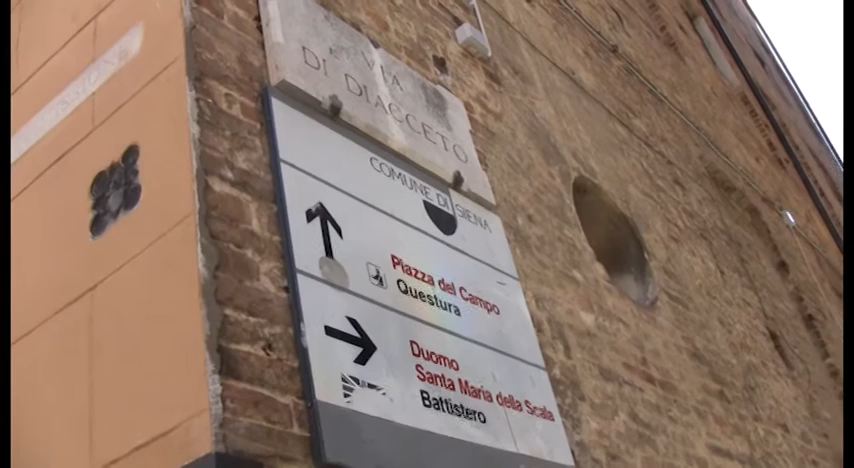 VIA
DI DIACCETO
COMUNE DI SIENA
Piazza del Campo
Questura
Duomo
Santa Maria della Scala
Battistero